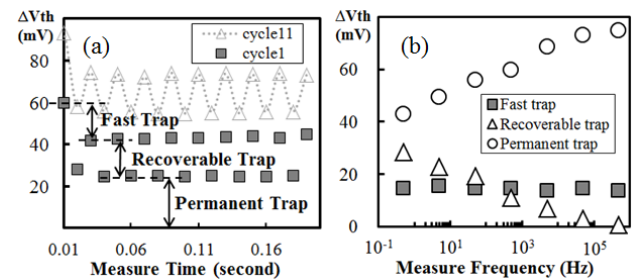 ΔVth
(mV)
(a)
cycle11
cycle1
80
60
40
20
Fast Trap
Recoverable Trap
Permanent Trap
0.01
0.06
0.11
0.16
Measure Time (second)
ΔVth
(mV)
(b)
60
40
20
0
Fast trap
Recoverable trap
Permanent trap
10-1
101
103
105
Measure Frequency (Hz)